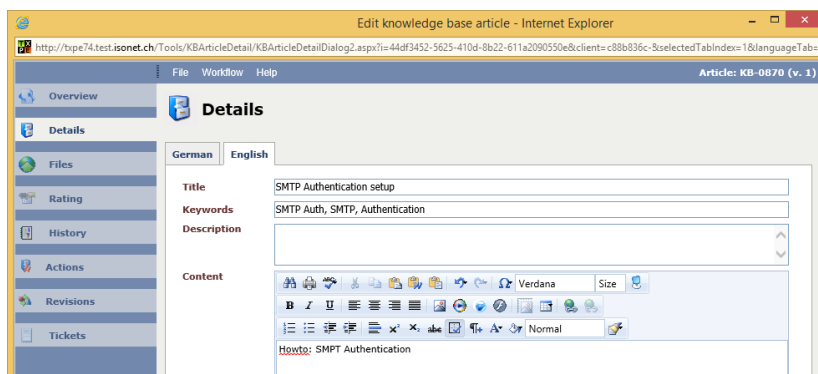 Edit knowledge base article - Internet Explorer
http://txpe74.test.isonet.ch/Tools/KBArticleDetail/KBArticleDetailDialog2.aspx?i=44df3452-5625-410d-8b22-611a2090550e&client=c88b836c-&selectedTabIndex=1&languageTab=
File Workflow Help Article: KB-0870 (v. 1)
Overview
Details
Files
Rating
History
Actions
Revisions
Tickets
Details
German English
Title SMTP Authentication setup
Keywords SMTP Auth, SMTP, Authentication
Description
Content
Verdana Size
B I U
x² x₂ abc ¶ A Normal
Howto: SMPT Authentication